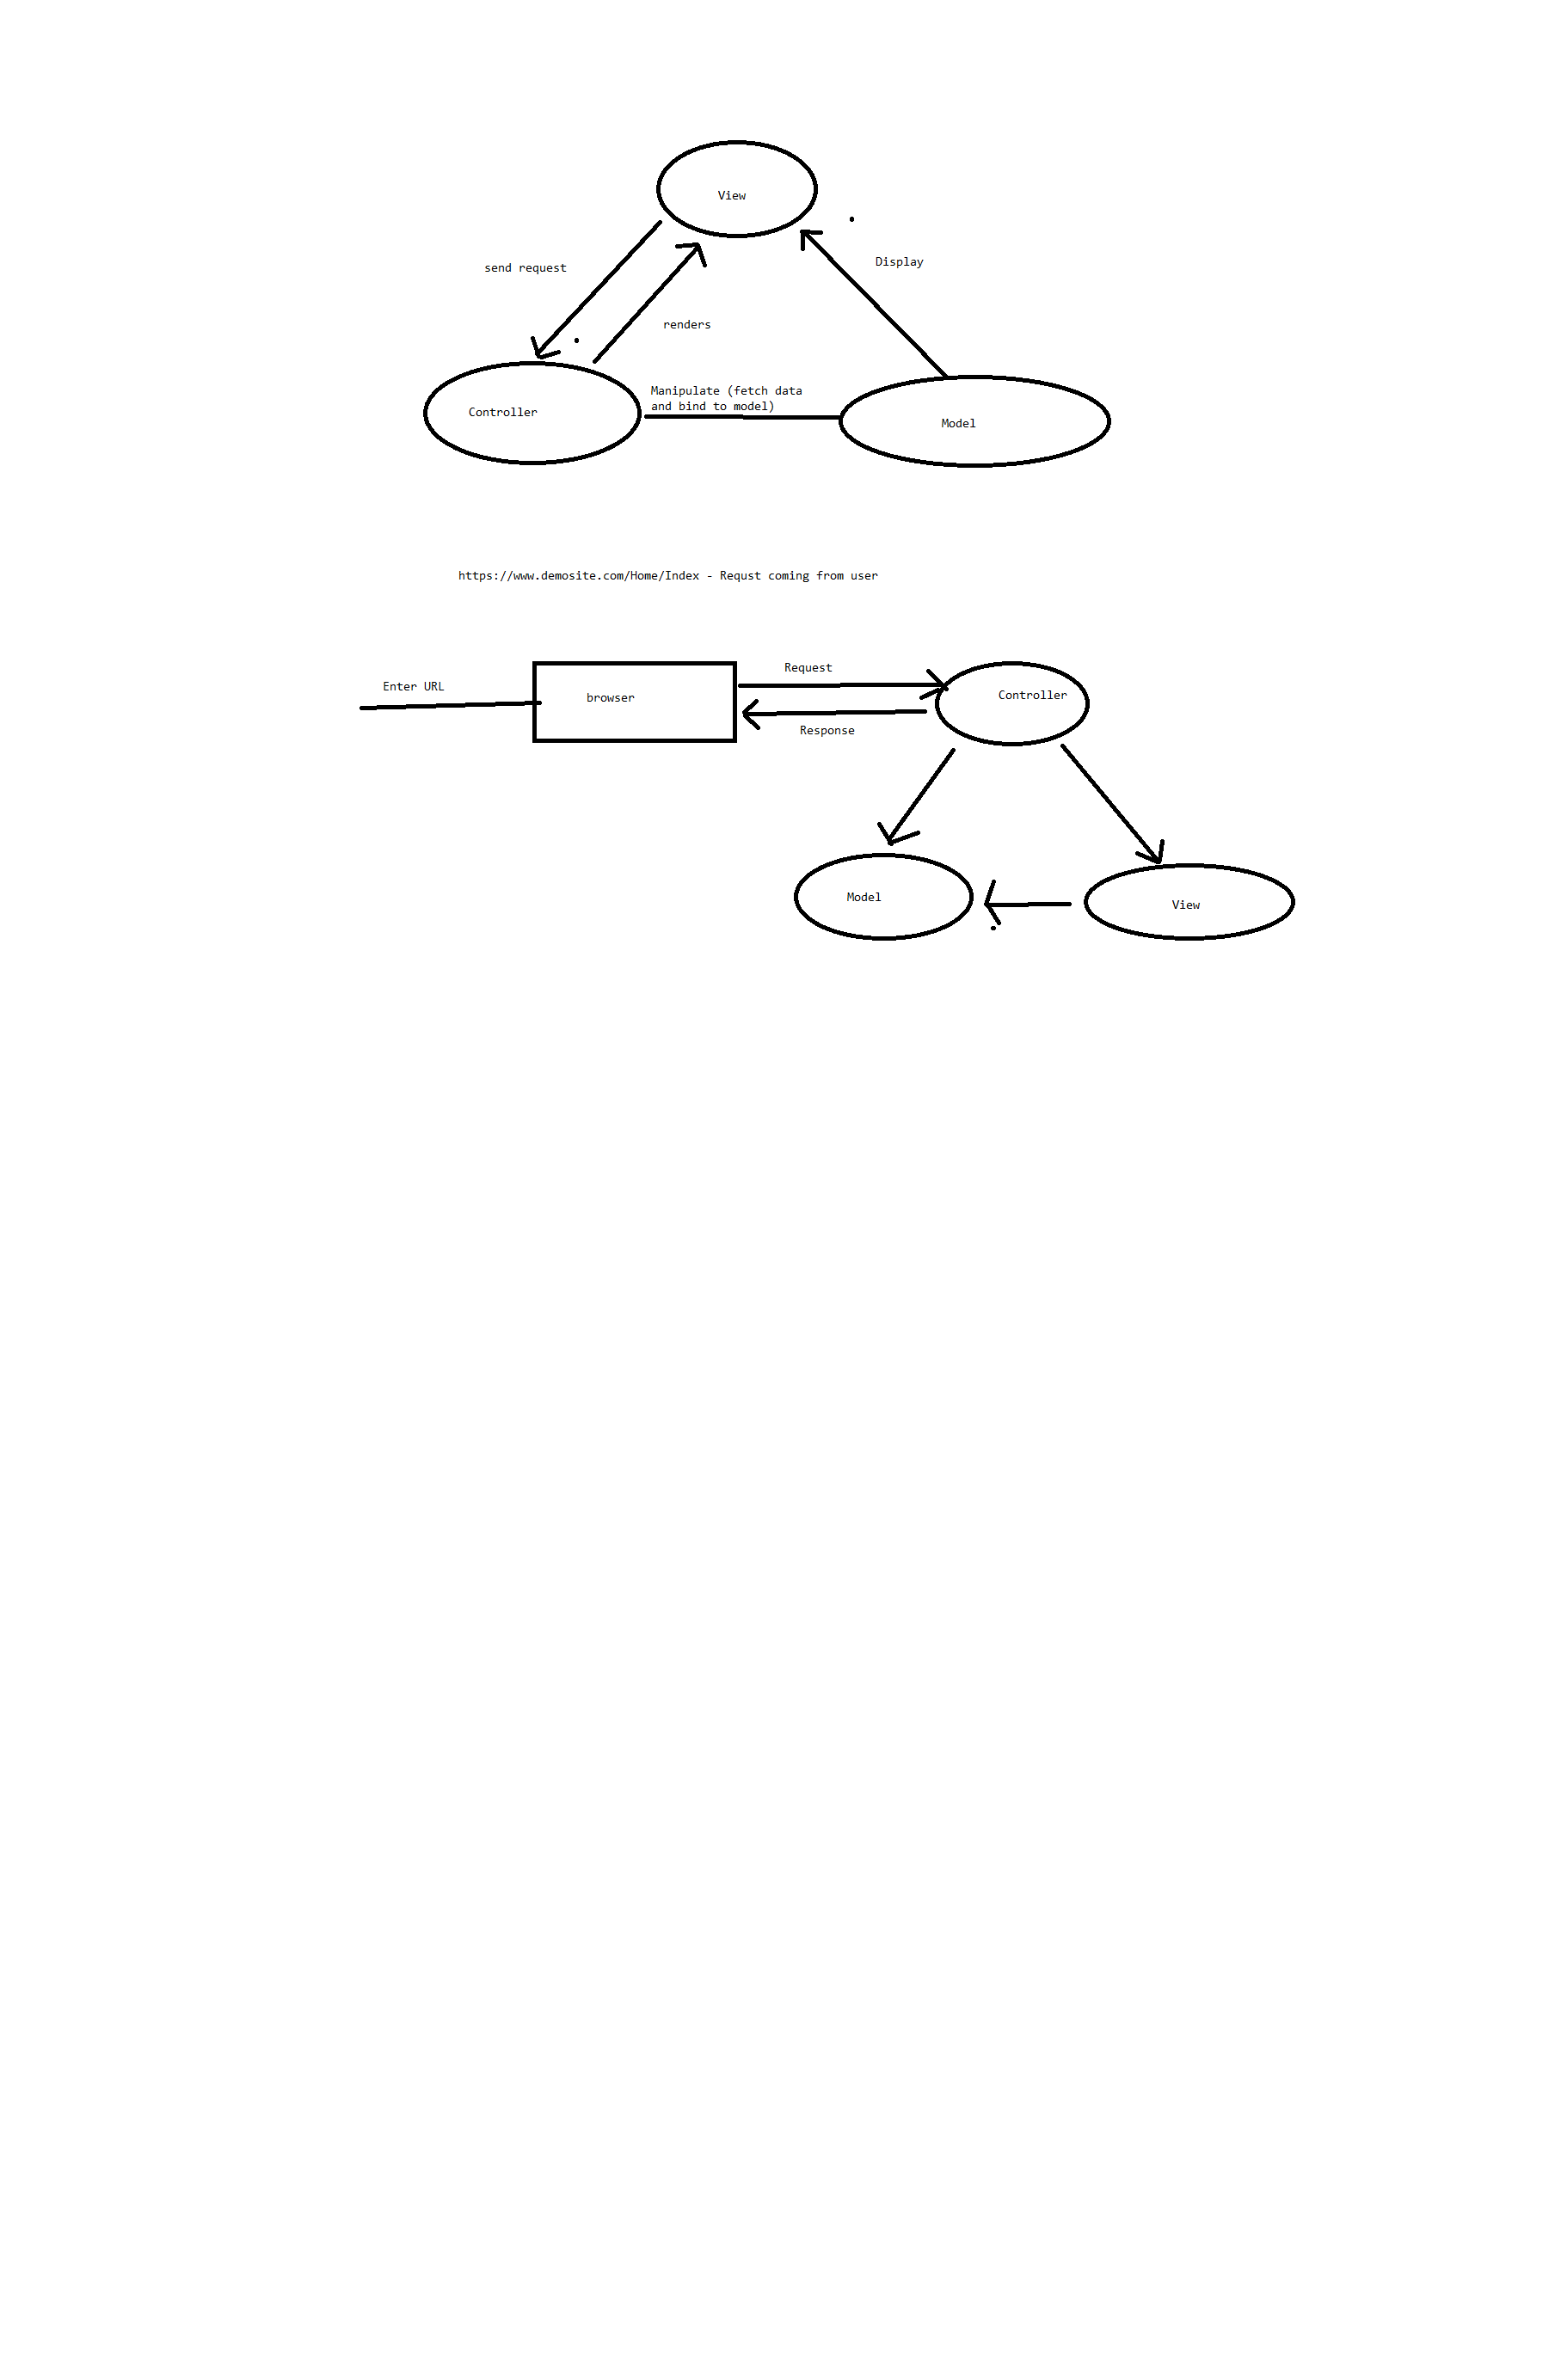 View
send request
Display
renders
Manipulate (fetch data
and bind to model)
Controller
Model
https://www.demosite.com/Home/Index - Requst coming from user
Enter URL
browser
Request
Response
Controller
Model
View